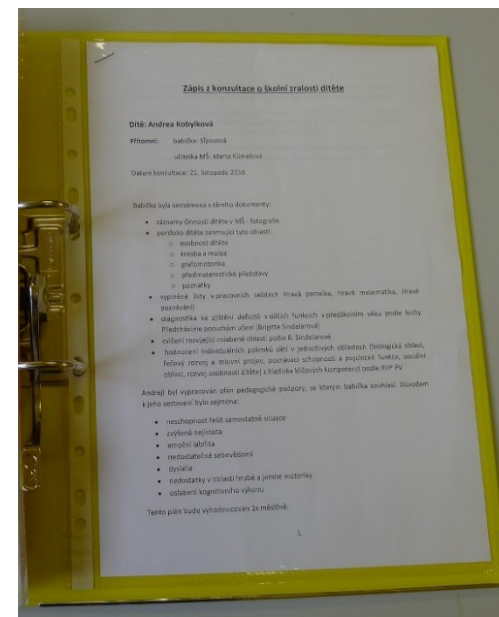 Zápis z konzultace o školní zralosti dítěte
Dítě: Andrea Kobylková
Přítomni: babička: Šípošová
učitelka MŠ: Marta
Datum konzultace: 21. listopadu 2016
Babička byla seznámena s těmito dokumenty:
• záznamy činností dítěte v MŠ - fotografie
• portfolio dítěte zahrnující tyto oblasti:
o osobnost dítěte
o kresba a malba
o grafomotorika
o předmatematické představy
o poznatky
• vyplněné listy v pracovních sešitech Hravá pastelka, Hravá matematika, Hravé
poznávání
• diagnostika ke zjištění deficitů v dílčích funkcích v předškolním věku podle knihy
Předcházíme poruchám učení (Brigitte Sindelarová)
• cvičení rozvíjející oslabené oblasti podle B. Sindelarové
• hodnocení individuálních pokroků dětí v jednotlivých oblastech (biologická oblast,
řečový rozvoj a mluvní projev, poznávací schopnosti a psychické funkce, sociální
oblast, rozvoj osobnosti dítěte) z hlediska klíčových kompetencí podle RVP PV
Andreji byl vypracován plán pedagogické podpory, se kterým babička souhlasí. Důvodem
k jeho sestavení bylo zejména:
• neschopnost řešit samostatně situace
• zvýšená nejistota
• emoční labilita
• nedostatečné sebevědomí
• dyslalie
• nedostatky v oblasti hrubé a jemné motoriky
• oslabení kognitivního výkonu
Tento plán bude vyhodnocován 1x měsíčně.
1